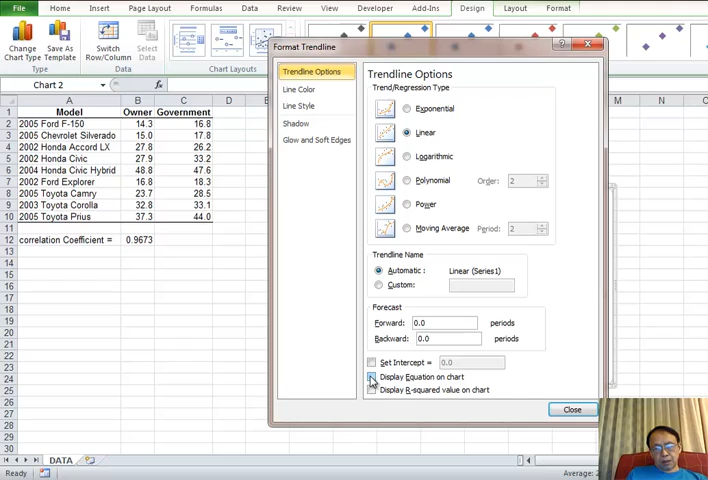 File Home Insert Page Layout Formulas Data Review View Design Layout Format
Change Chart Type
Save As Template
Switch Row/Column
Select Data
Type Data Chart Layouts
Chart 2 fx
A B C D M N O
1 Model Owner Government
2 2005 Ford F-150 14.3 16.8
3 2005 Chevrolet Silverado 15.0 17.8
4 2002 Honda Accord LX 27.8 26.2
5 2002 Honda Civic 27.9 33.2
6 2004 Honda Civic Hybrid 48.8 47.6
7 2002 Ford Explorer 16.8 18.3
8 2005 Toyota Camry 23.7 28.5
9 2003 Toyota Corolla 32.8 33.1
10 2005 Toyota Prius 37.3 44.0
11
12 correlation Coefficient = 0.9673
13
14
15
16
17
18
19
20
21
22
23
24
25
26
27
28
29
30
Format Trendline
Trendline Options
Line Color
Line Style
Shadow
Glow and Soft Edges
Trendline Options
Trend/Regression Type
Exponential
Linear
Logarithmic
Polynomial Order: 2
Power
Moving Average Period: 2
Trendline Name
Automatic : Linear (Series1)
Custom:
Forecast
Forward: 0.0 periods
Backward: 0.0 periods
Set Intercept = 0.0
Display Equation on chart
Display R-squared value on chart
Close
DATA
Ready Average: 2